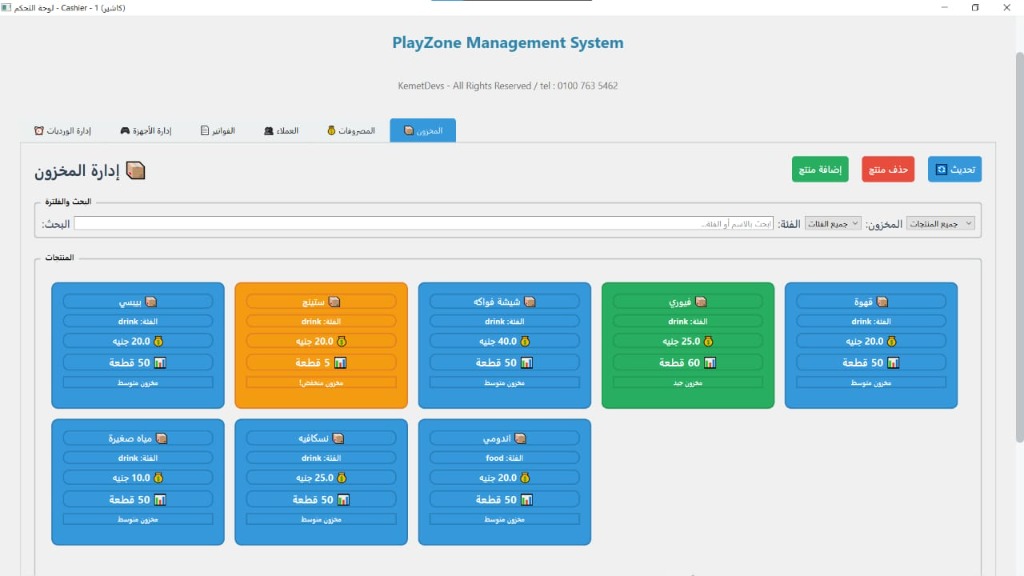 لوحة التحكم - Cashier - 1 (كاشير)
PlayZone Management System
KemetDevs - All Rights Reserved / tel : 0100 763 5462
إدارة الورديات
إدارة الأجهزة
الفواتير
العملاء
المصروفات
المخزون
إدارة المخزون
إضافة منتج
حذف منتج
تحديث
البحث والفلترة
البحث:
ابحث بالاسم أو الفئة...
الفئة:
جميع الفئات
المخزون:
جميع المنتجات
المنتجات
بيبسي
الفئة: drink
20.0 جنيه
50 قطعة
مخزون متوسط
ستينج
الفئة: drink
20.0 جنيه
5 قطعة
مخزون منخفض!
شيشة فواكه
الفئة: drink
40.0 جنيه
50 قطعة
مخزون متوسط
فيوري
الفئة: drink
25.0 جنيه
60 قطعة
مخزون جيد
قهوة
الفئة: drink
20.0 جنيه
50 قطعة
مخزون متوسط
مياه صغيرة
الفئة: drink
10.0 جنيه
50 قطعة
مخزون متوسط
نسكافيه
الفئة: drink
25.0 جنيه
50 قطعة
مخزون متوسط
اندومي
الفئة: food
20.0 جنيه
50 قطعة
مخزون متوسط